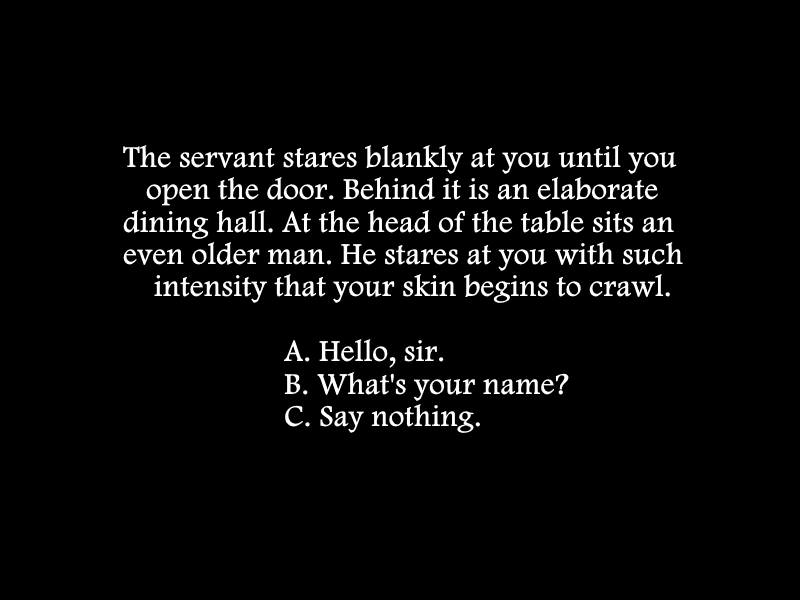 The servant stares blankly at you until you
open the door. Behind it is an elaborate
dining hall. At the head of the table sits an
even older man. He stares at you with such
intensity that your skin begins to crawl.
A. Hello, sir.
B. What's your name?
C. Say nothing.